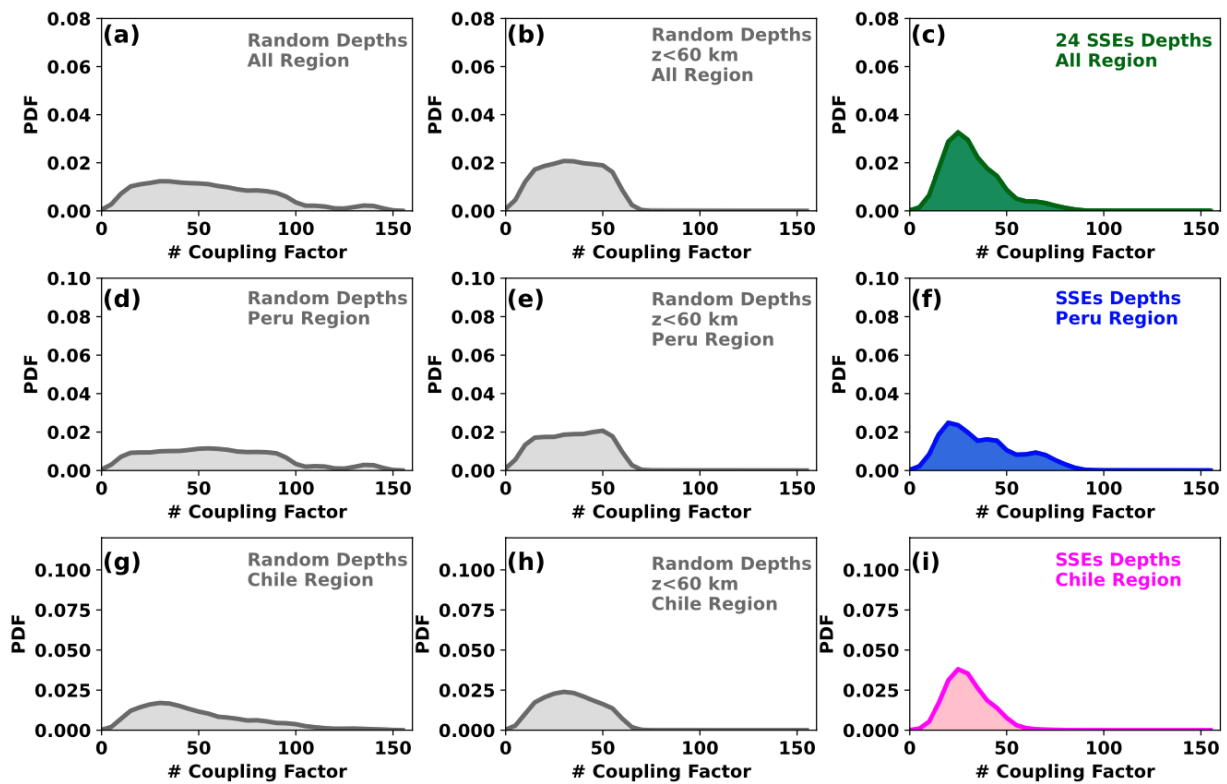 (a)
Random Depths
All Region
0.08
0.06
0.04
0.02
0.00
PDF
0 50 100 150
# Coupling Factor
(b)
Random Depths
z<60 km
All Region
0.08
0.06
0.04
0.02
0.00
PDF
0 50 100 150
# Coupling Factor
(c)
24 SSEs Depths
All Region
0.08
0.06
0.04
0.02
0.00
PDF
0 50 100 150
# Coupling Factor
(d)
Random Depths
Peru Region
0.10
0.08
0.06
0.04
0.02
0.00
PDF
0 50 100 150
# Coupling Factor
(e)
Random Depths
z<60 km
Peru Region
0.10
0.08
0.06
0.04
0.02
0.00
PDF
0 50 100 150
# Coupling Factor
(f)
SSEs Depths
Peru Region
0.10
0.08
0.06
0.04
0.02
0.00
PDF
0 50 100 150
# Coupling Factor
(g)
Random Depths
Chile Region
0.100
0.075
0.050
0.025
0.000
PDF
0 50 100 150
# Coupling Factor
(h)
Random Depths
z<60 km
Chile Region
0.100
0.075
0.050
0.025
0.000
PDF
0 50 100 150
# Coupling Factor
(i)
SSEs Depths
Chile Region
0.100
0.075
0.050
0.025
0.000
PDF
0 50 100 150
# Coupling Factor